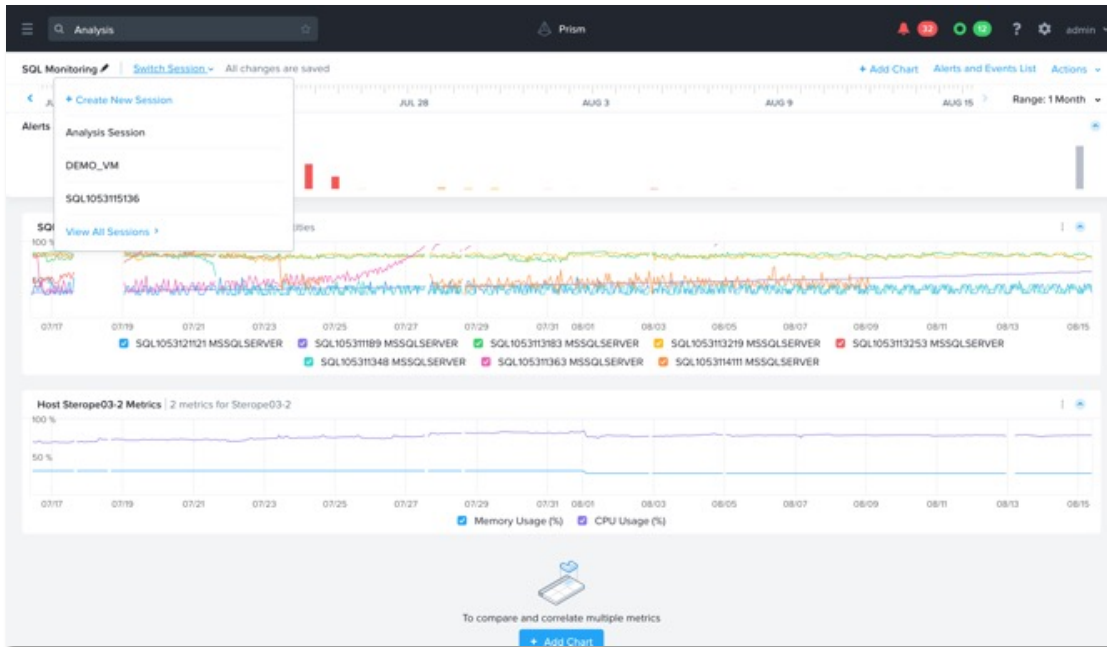 Analysis
Prism
32
12
?
admin
SQL Monitoring
Switch Session
All changes are saved
+ Add Chart
Alerts and Events List
Actions
JUL 28
AUG 3
AUG 9
AUG 15
Range: 1 Month
Alerts
+ Create New Session
Analysis Session
DEMO_VM
SQL1053115136
View All Sessions
100 %
07/17 07/19 07/21 07/23 07/25 07/27 07/29 07/31 08/01 08/03 08/05 08/07 08/09 08/11 08/13 08/15
SQL1053121121 MSSQLSERVER SQL105311189 MSSQLSERVER SQL1053113183 MSSQLSERVER SQL1053113219 MSSQLSERVER SQL1053113253 MSSQLSERVER
SQL105311348 MSSQLSERVER SQL105311363 MSSQLSERVER SQL1053114111 MSSQLSERVER
Host Sterope03-2 Metrics | 2 metrics for Sterope03-2
100 %
50 %
07/17 07/19 07/21 07/23 07/25 07/27 07/29 07/31 08/01 08/03 08/05 08/07 08/09 08/11 08/13 08/15
Memory Usage (%) CPU Usage (%)
To compare and correlate multiple metrics
+ Add Chart